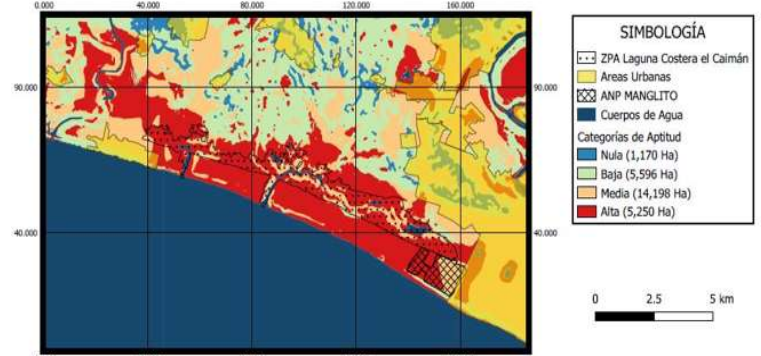 0.000 40.000 80.000 120.000 160.000
90.000 90.000
40.000 40.000
SIMBOLOGÍA
ZPA Laguna Costera el Caimán
Areas Urbanas
ANP MANGLITO
Cuerpos de Agua
Categorías de Aptitud
Nula (1,170 Ha)
Baja (5,596 Ha)
Media (14,198 Ha)
Alta (5,250 Ha)
0 2.5 5 km